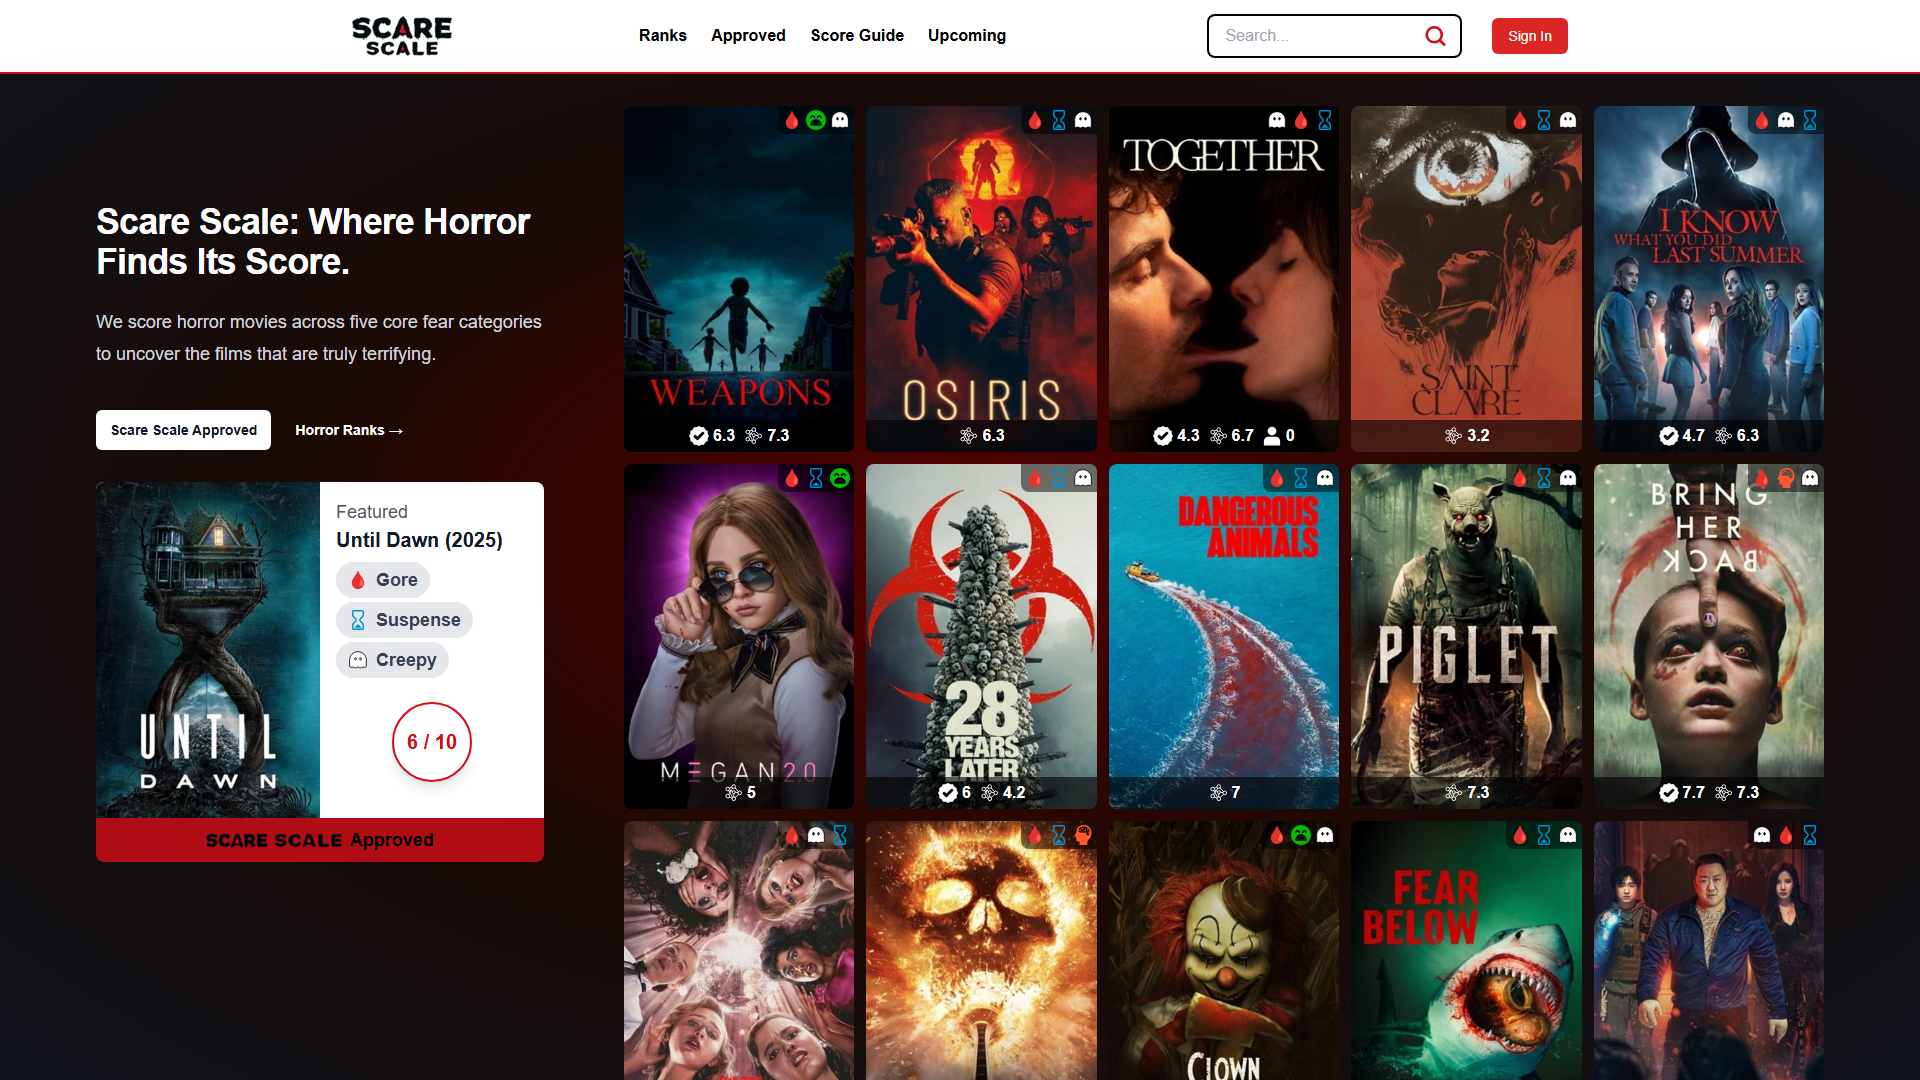 SCARE
SCALE
Ranks
Approved
Score Guide
Upcoming
Search...
Sign In
Scare Scale: Where Horror
Finds Its Score.
We score horror movies across five core fear categories
to uncover the films that are truly terrifying.
Scare Scale Approved
Horror Ranks →
UNTIL
DAWN
Featured
Until Dawn (2025)
Gore
Suspense
Creepy
6 / 10
SCARE SCALE Approved
WEAPONS
6.3 7.3
OSIRIS
6.3
TOGETHER
4.3 6.7 0
SAINT
CLARE
3.2
I KNOW
WHAT YOU DID
LAST SUMMER
4.7 6.3
M3GAN 2.0
5
28
YEARS
LATER
6 4.2
DANGEROUS
ANIMALS
7
PIGLET
7.3
BRING
HER
BACK
7.7 7.3
CLOWN
FEAR
BELOW